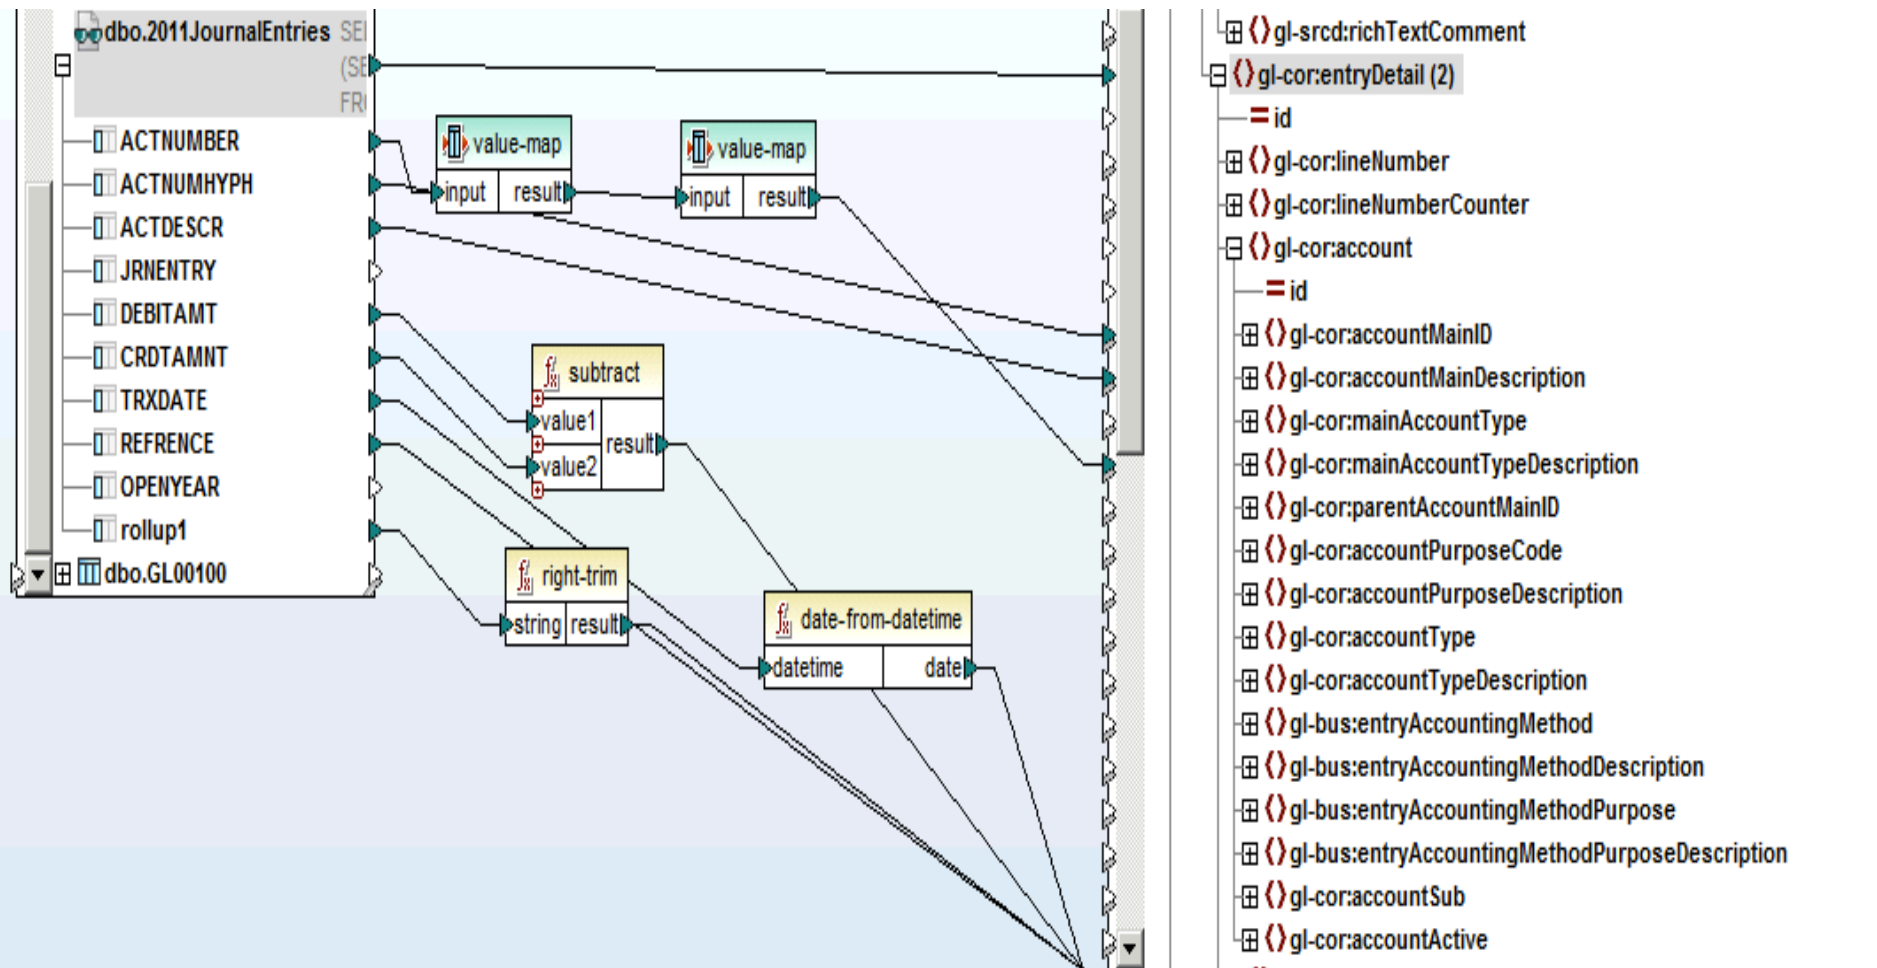 dbo.2011JournalEntries SE
(SE
FR
ACTNUMBER
ACTNUMHYPH
ACTDESCR
JRNENTRY
DEBITAMT
CRDTAMNT
TRXDATE
REFRENCE
OPENYEAR
rollup1
dbo.GL00100
value-map
input result
value-map
input result
subtract
value1
result
value2
right-trim
string result
date-from-datetime
datetime date
gl-srcd:richTextComment
gl-cor:entryDetail (2)
id
gl-cor:lineNumber
gl-cor:lineNumberCounter
gl-cor:account
id
gl-cor:accountMainID
gl-cor:accountMainDescription
gl-cor:mainAccountType
gl-cor:mainAccountTypeDescription
gl-cor:parentAccountMainID
gl-cor:accountPurposeCode
gl-cor:accountPurposeDescription
gl-cor:accountType
gl-cor:accountTypeDescription
gl-bus:entryAccountingMethod
gl-bus:entryAccountingMethodDescription
gl-bus:entryAccountingMethodPurpose
gl-bus:entryAccountingMethodPurposeDescription
gl-cor:accountSub
gl-cor:accountActive